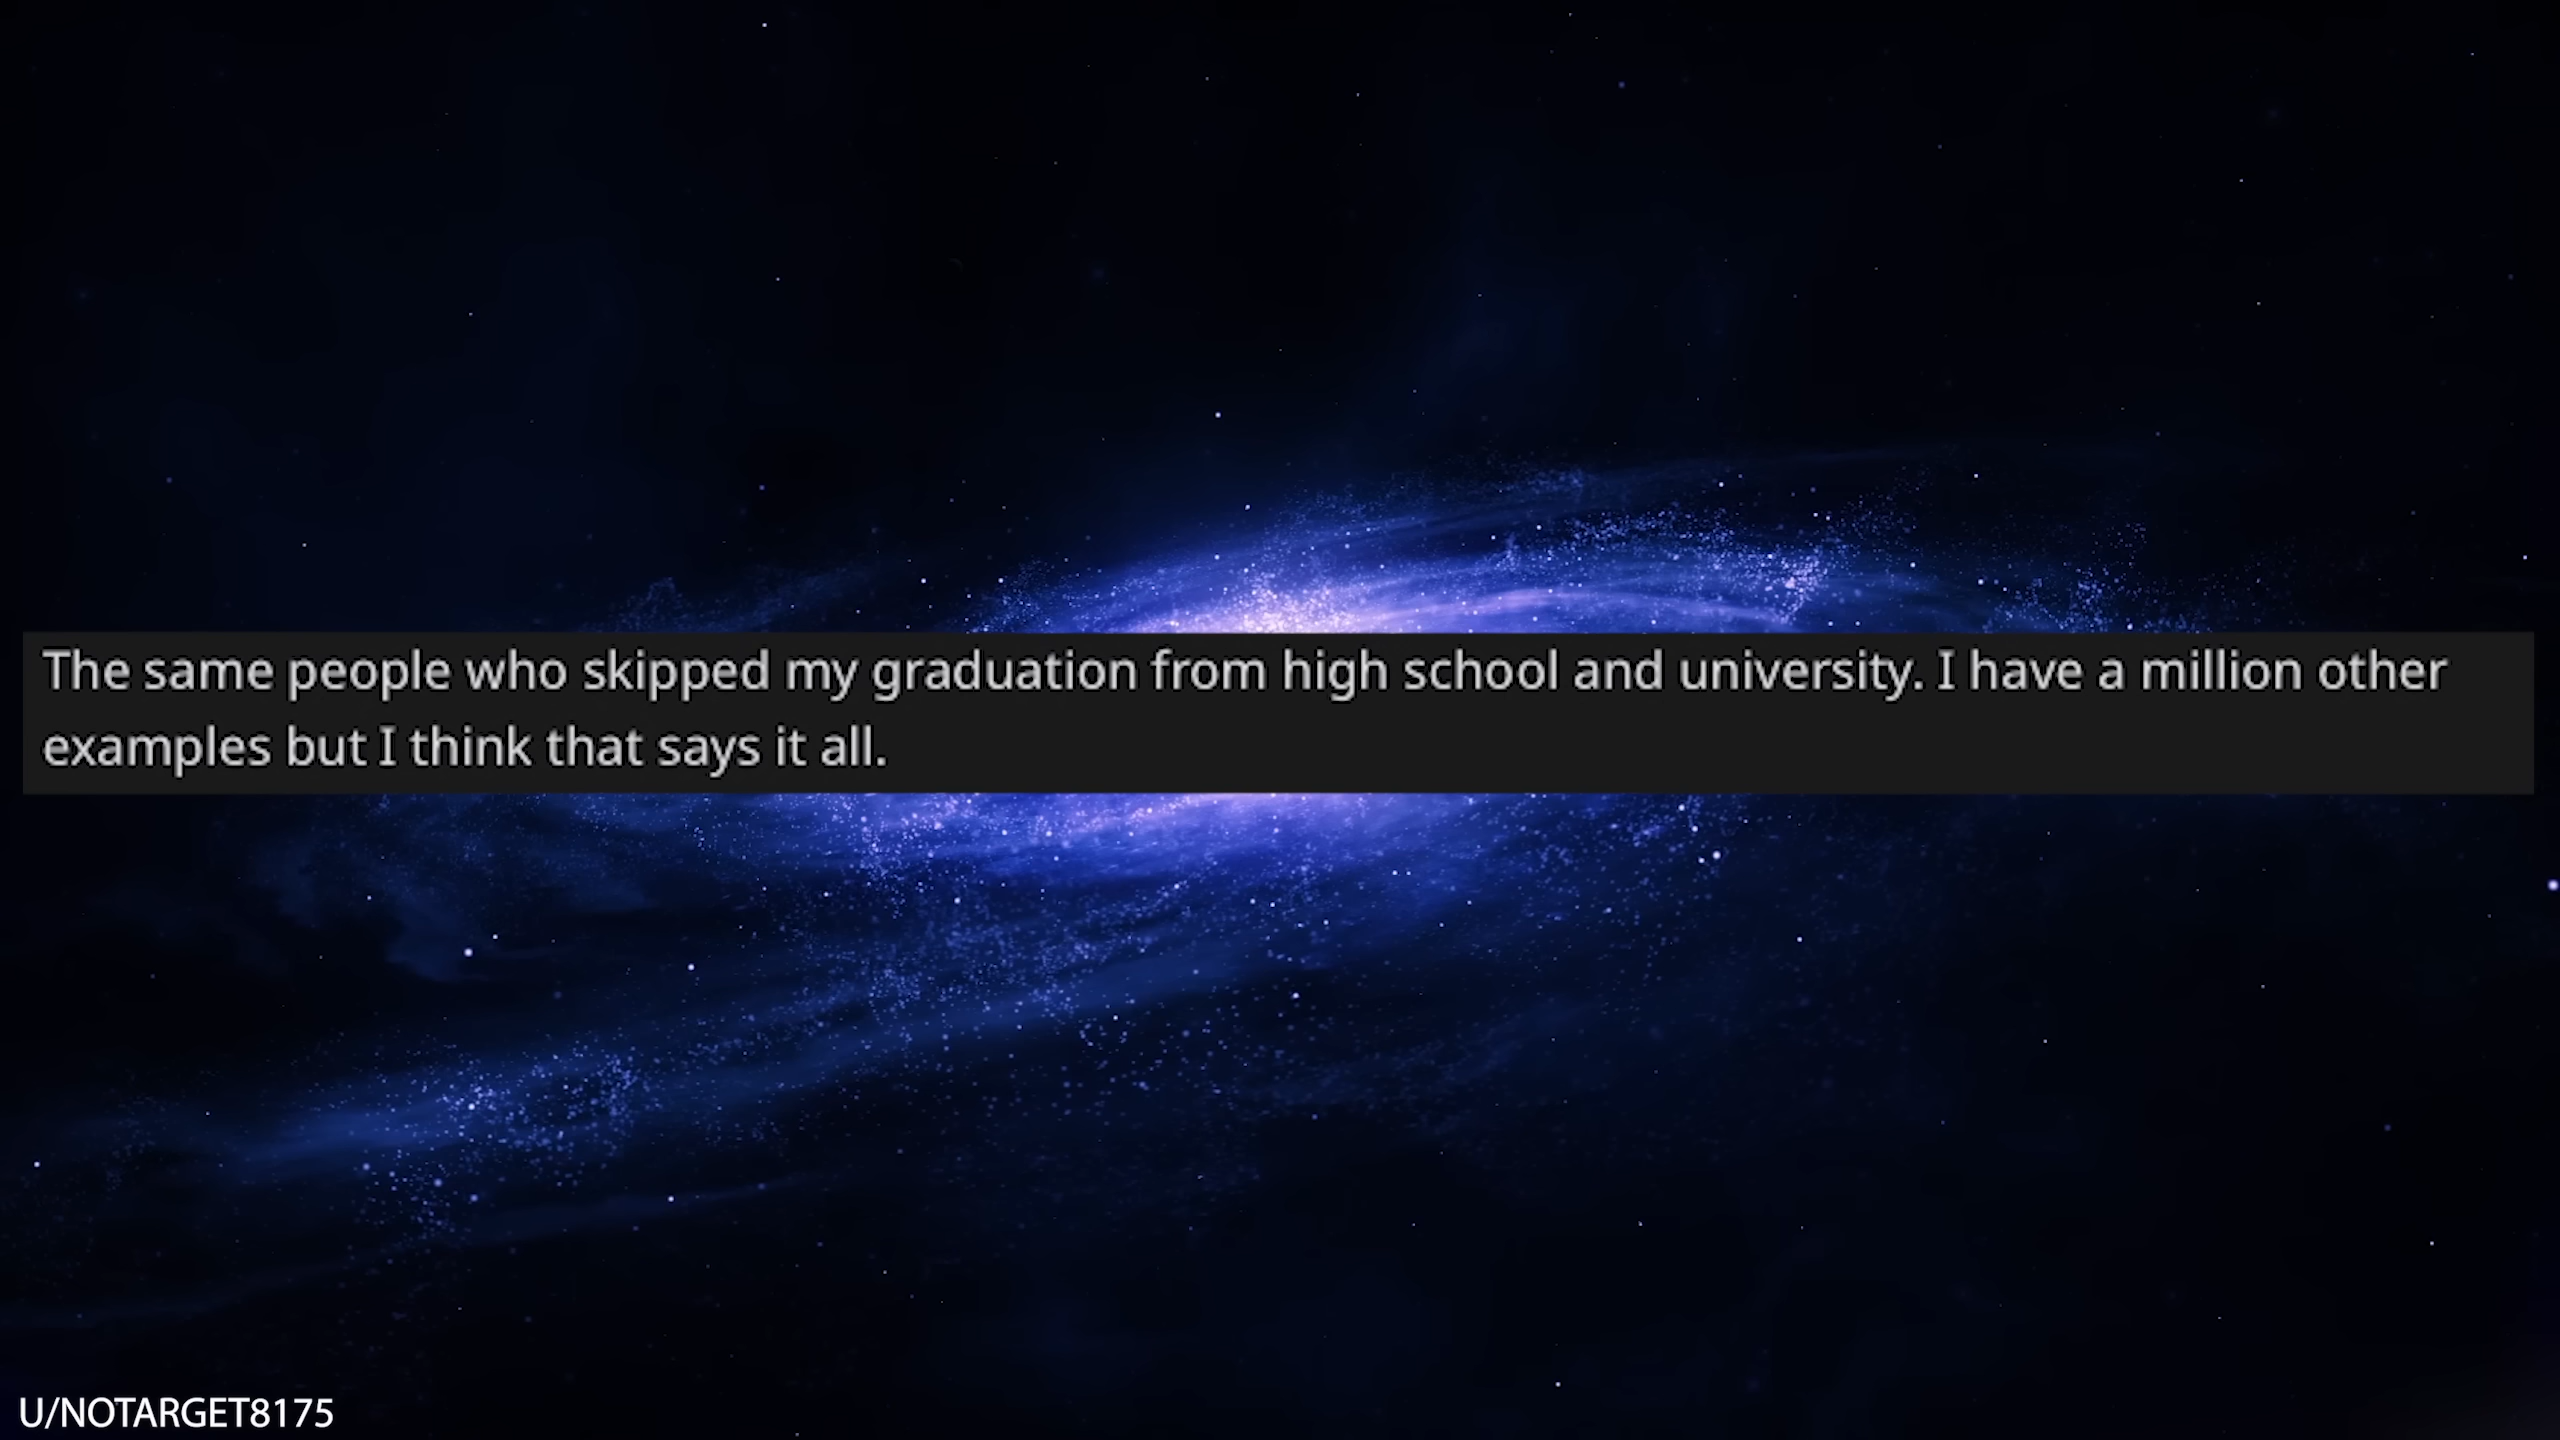 The same people who skipped my graduation from high school and university. I have a million other
examples but I think that says it all.
U/NOTARGET8175